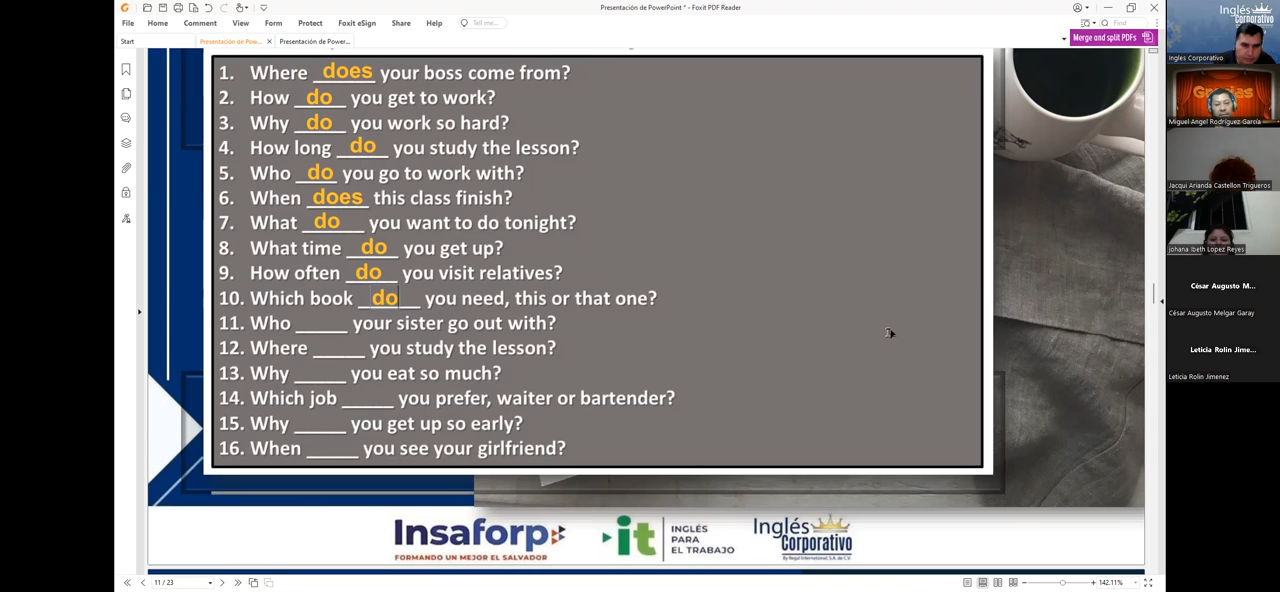 Presentación de PowerPoint * - Foxit PDF Reader
File Home Comment View Form Protect Foxit eSign Share Help Tell me... Find
Start Presentación de Pow... Presentación de Power... Merge and split PDFs
1. Where does your boss come from?
2. How do you get to work?
3. Why do you work so hard?
4. How long do you study the lesson?
5. Who do you go to work with?
6. When does this class finish?
7. What do you want to do tonight?
8. What time do you get up?
9. How often do you visit relatives?
10. Which book do you need, this or that one?
11. Who _____ your sister go out with?
12. Where _____ you study the lesson?
13. Why _____ you eat so much?
14. Which job _____ you prefer, waiter or bartender?
15. Why _____ you get up so early?
16. When _____ you see your girlfriend?
Insaforp
FORMANDO UN MEJOR EL SALVADOR
it INGLÉS
PARA
EL TRABAJO
Inglés
Corporativo
By Regal International, S.A. de C.V.
11 / 23
142.11%
Inglés
Corporativo
Ingles Corporativo
Gracias
Miguel Angel Rodríguez García
Jacqui Arianda Castellon Trigueros
johana Ibeth Lopez Reyes
César Augusto M...
César Augusto Melgar Garay
Leticia Rolin Jime...
Leticia Rolin Jimenez